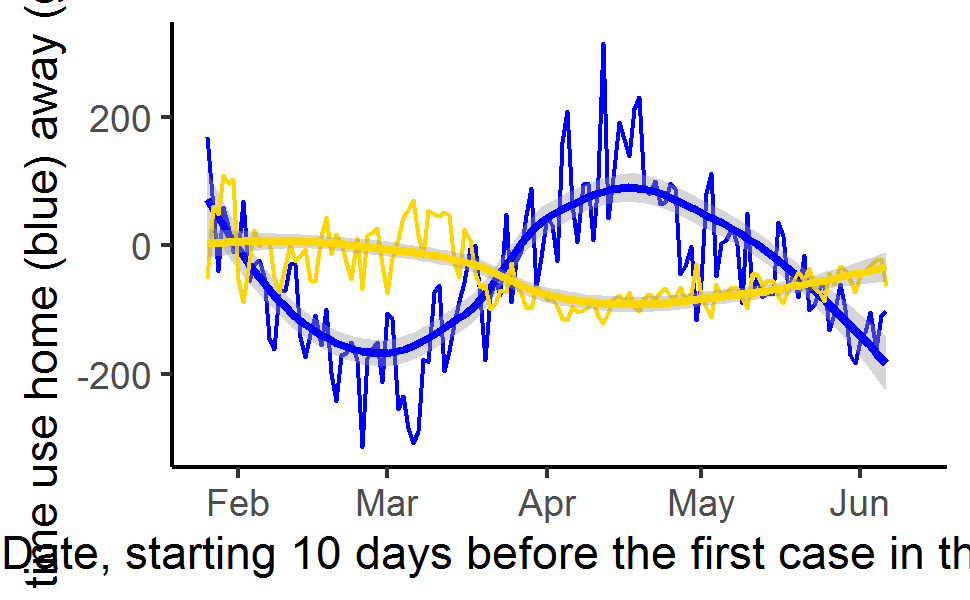 time use home (blue) away (
200
0
-200
Feb Mar Apr May Jun
Date, starting 10 days before the first case in th